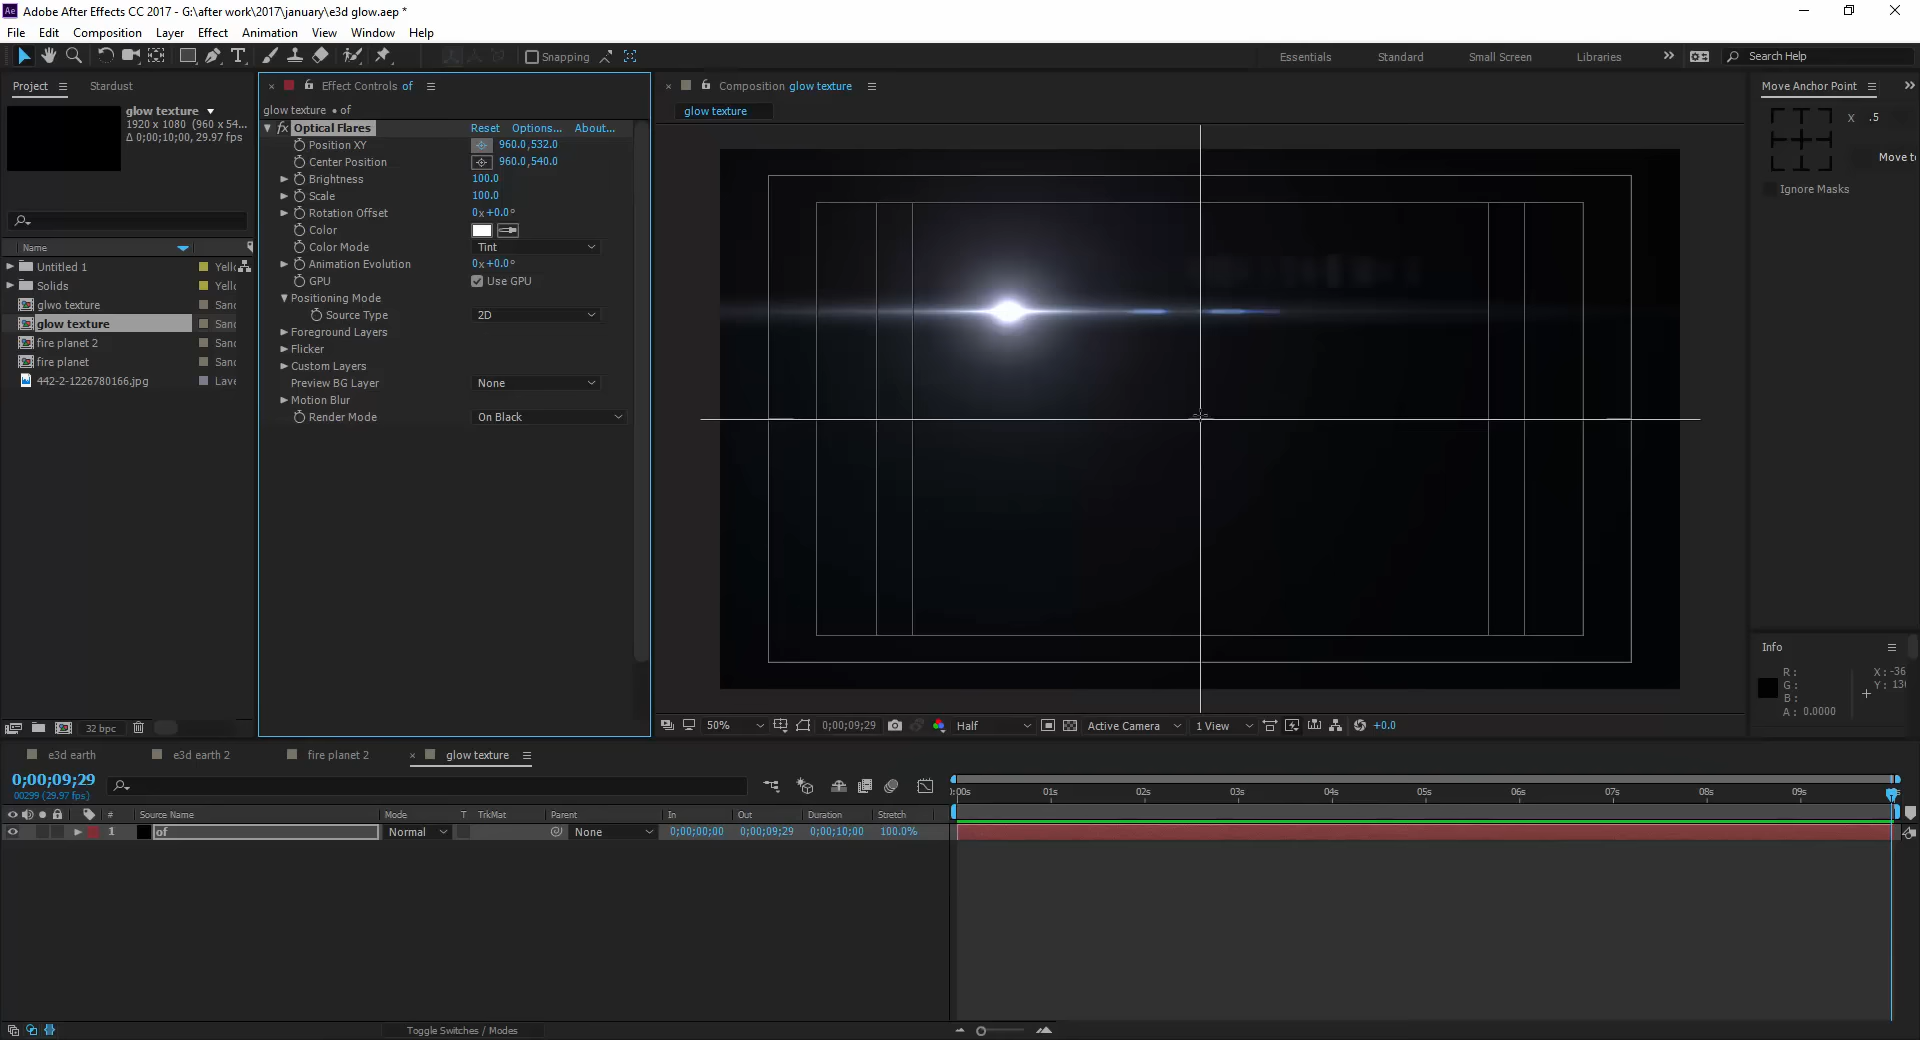 Adobe After Effects CC 2017 - G:\after work\2017\january\e3d glow.aep *
File Edit Composition Layer Effect Animation View Window Help
Snapping
Essentials Standard Small Screen Libraries
Search Help
Project
Stardust
glow texture
1920 x 1080 (960 x 54...
Δ 0;00;10;00, 29.97 fps
Name
Untitled 1
Solids
glwo texture
glow texture
fire planet 2
fire planet
442-2-1226780166.jpg
Yell
Yell
Sand
Sand
Sand
Sand
Lave
32 bpc
Effect Controls of
glow texture • of
fx Optical Flares Reset Options... About...
Position XY 960.0,532.0
Center Position 960.0,540.0
Brightness 100.0
Scale 100.0
Rotation Offset 0x+0.0°
Color
Color Mode Tint
Animation Evolution 0x+0.0°
GPU Use GPU
Positioning Mode
Source Type 2D
Foreground Layers
Flicker
Custom Layers
Preview BG Layer None
Motion Blur
Render Mode On Black
Composition glow texture
glow texture
50% 0;00;09;29 Half Active Camera 1 View +0.0
Move Anchor Point
X .5
Move to
Ignore Masks
Info
R :
G :
B :
A : 0.0000
X : -36
Y : 130
e3d earth e3d earth 2 fire planet 2 glow texture
0;00;09;29
00299 (29.97 fps)
# Source Name Mode T TrkMat Parent In Out Duration Stretch
1 of Normal None 0;00;00;00 0;00;09;29 0;00;10;00 100.0%
:00s 01s 02s 03s 04s 05s 06s 07s 08s 09s
Toggle Switches / Modes